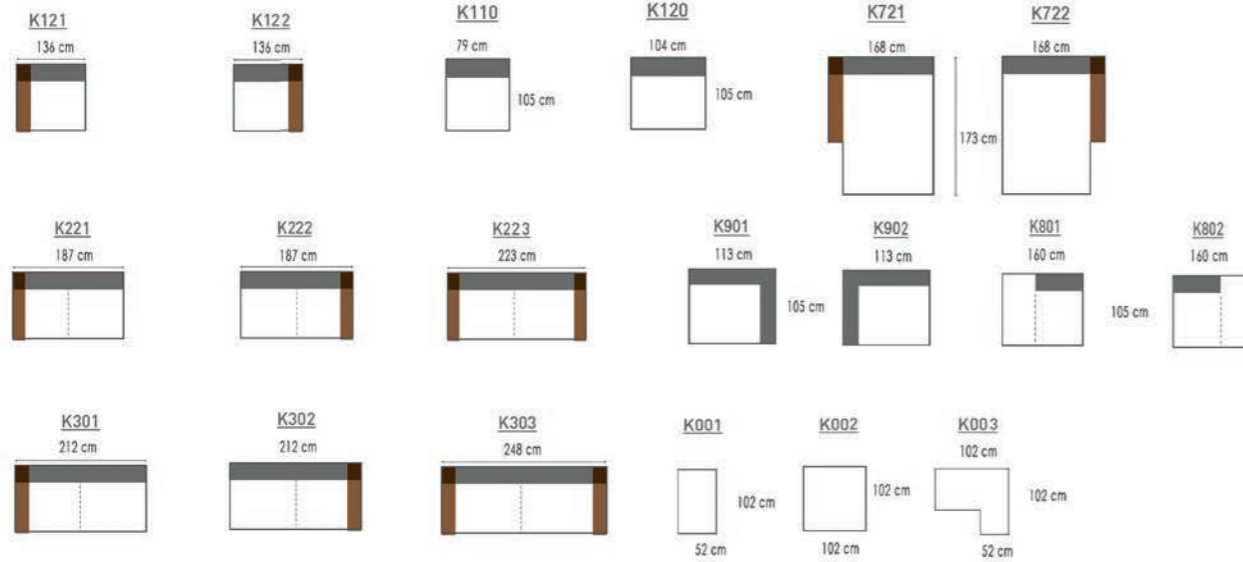 K121
136 cm
K122
136 cm
K110
79 cm
105 cm
K120
104 cm
105 cm
K721
168 cm
173 cm
K722
168 cm
K221
187 cm
K222
187 cm
K223
223 cm
K901
113 cm
105 cm
K902
113 cm
K801
160 cm
105 cm
K802
160 cm
K301
212 cm
K302
212 cm
K303
248 cm
K001
102 cm
52 cm
K002
102 cm
102 cm
K003
102 cm
102 cm
52 cm